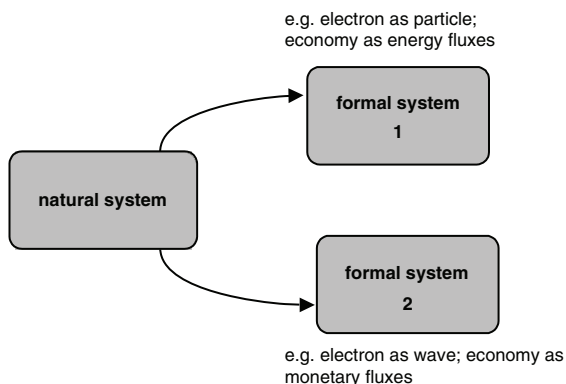 e.g. electron as particle;
economy as energy fluxes
formal system
1
natural system
formal system
2
e.g. electron as wave; economy as
monetary fluxes